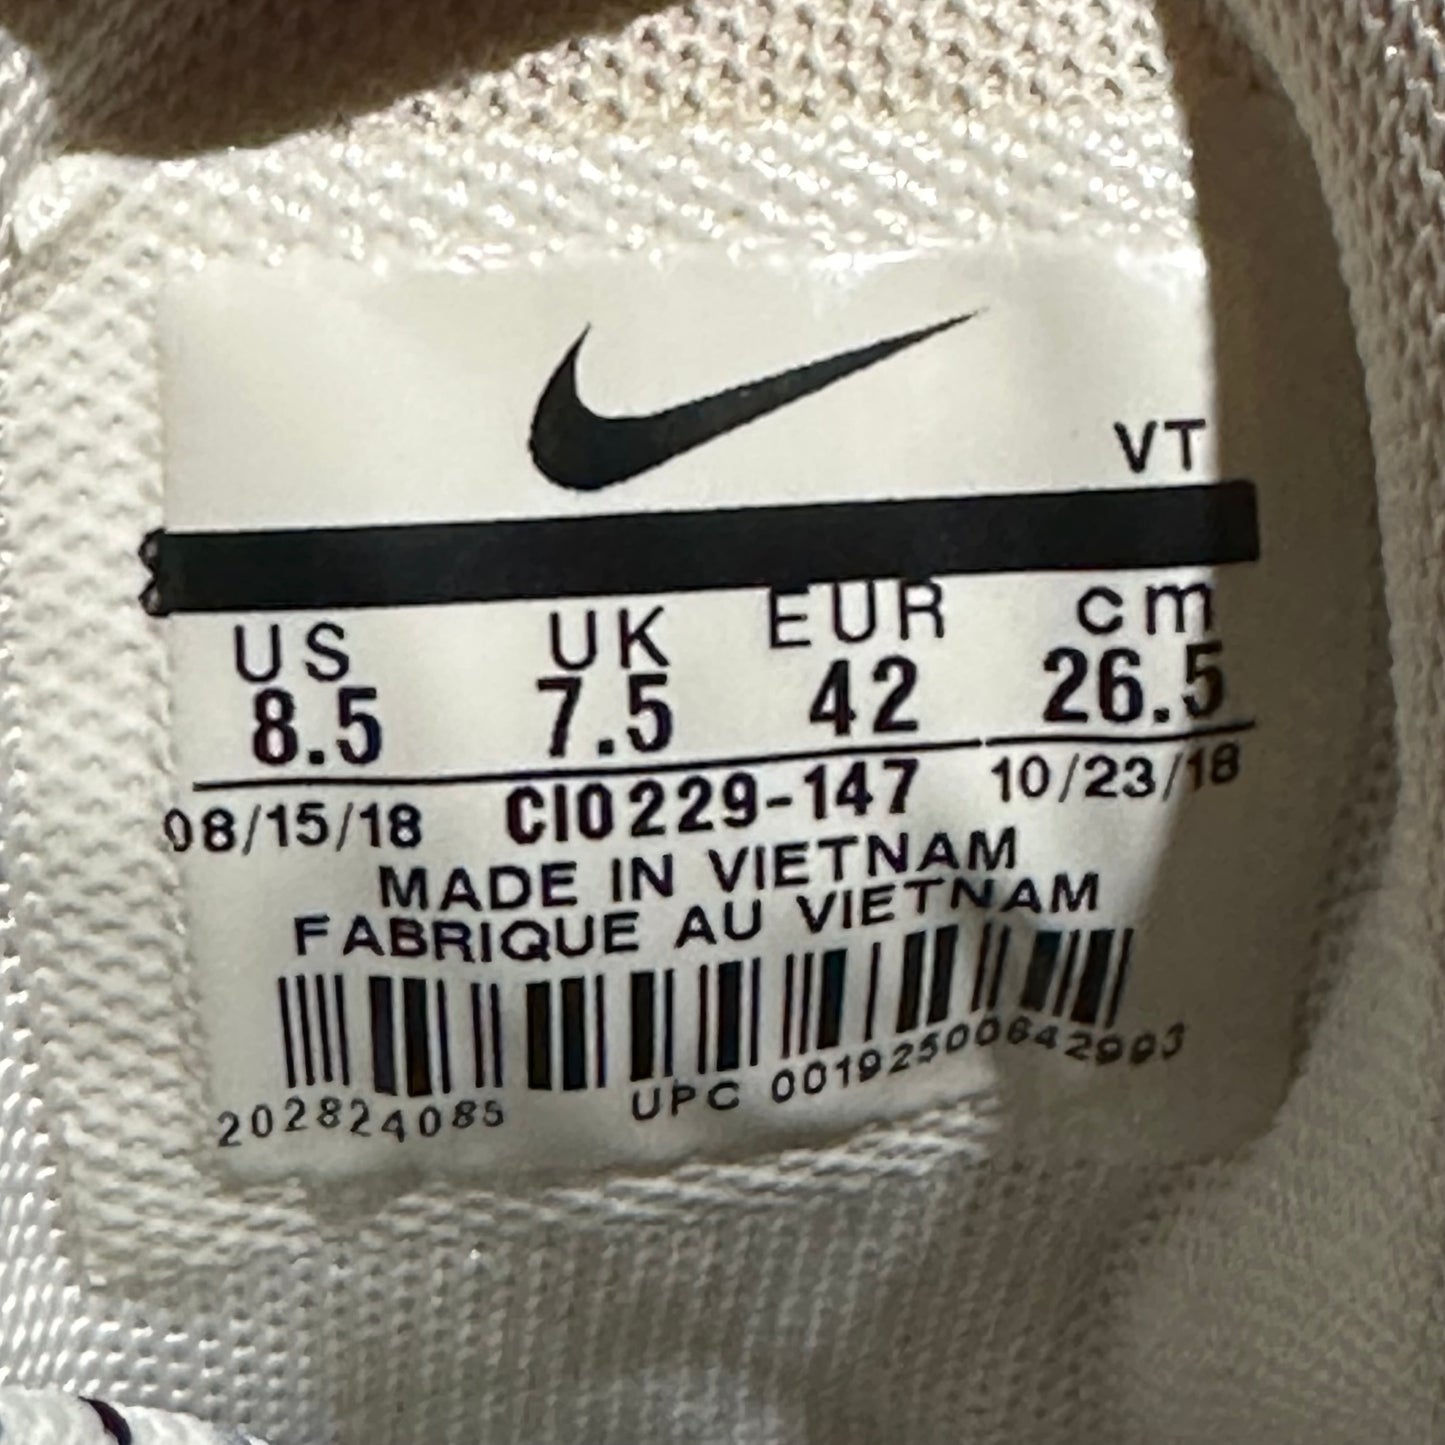 VT
US UK EUR cm
8.5 7.5 42 26.5
08/15/18 CI0229-147 10/23/18
MADE IN VIETNAM
FABRIQUE AU VIETNAM
202824085 UPC 00192500642993